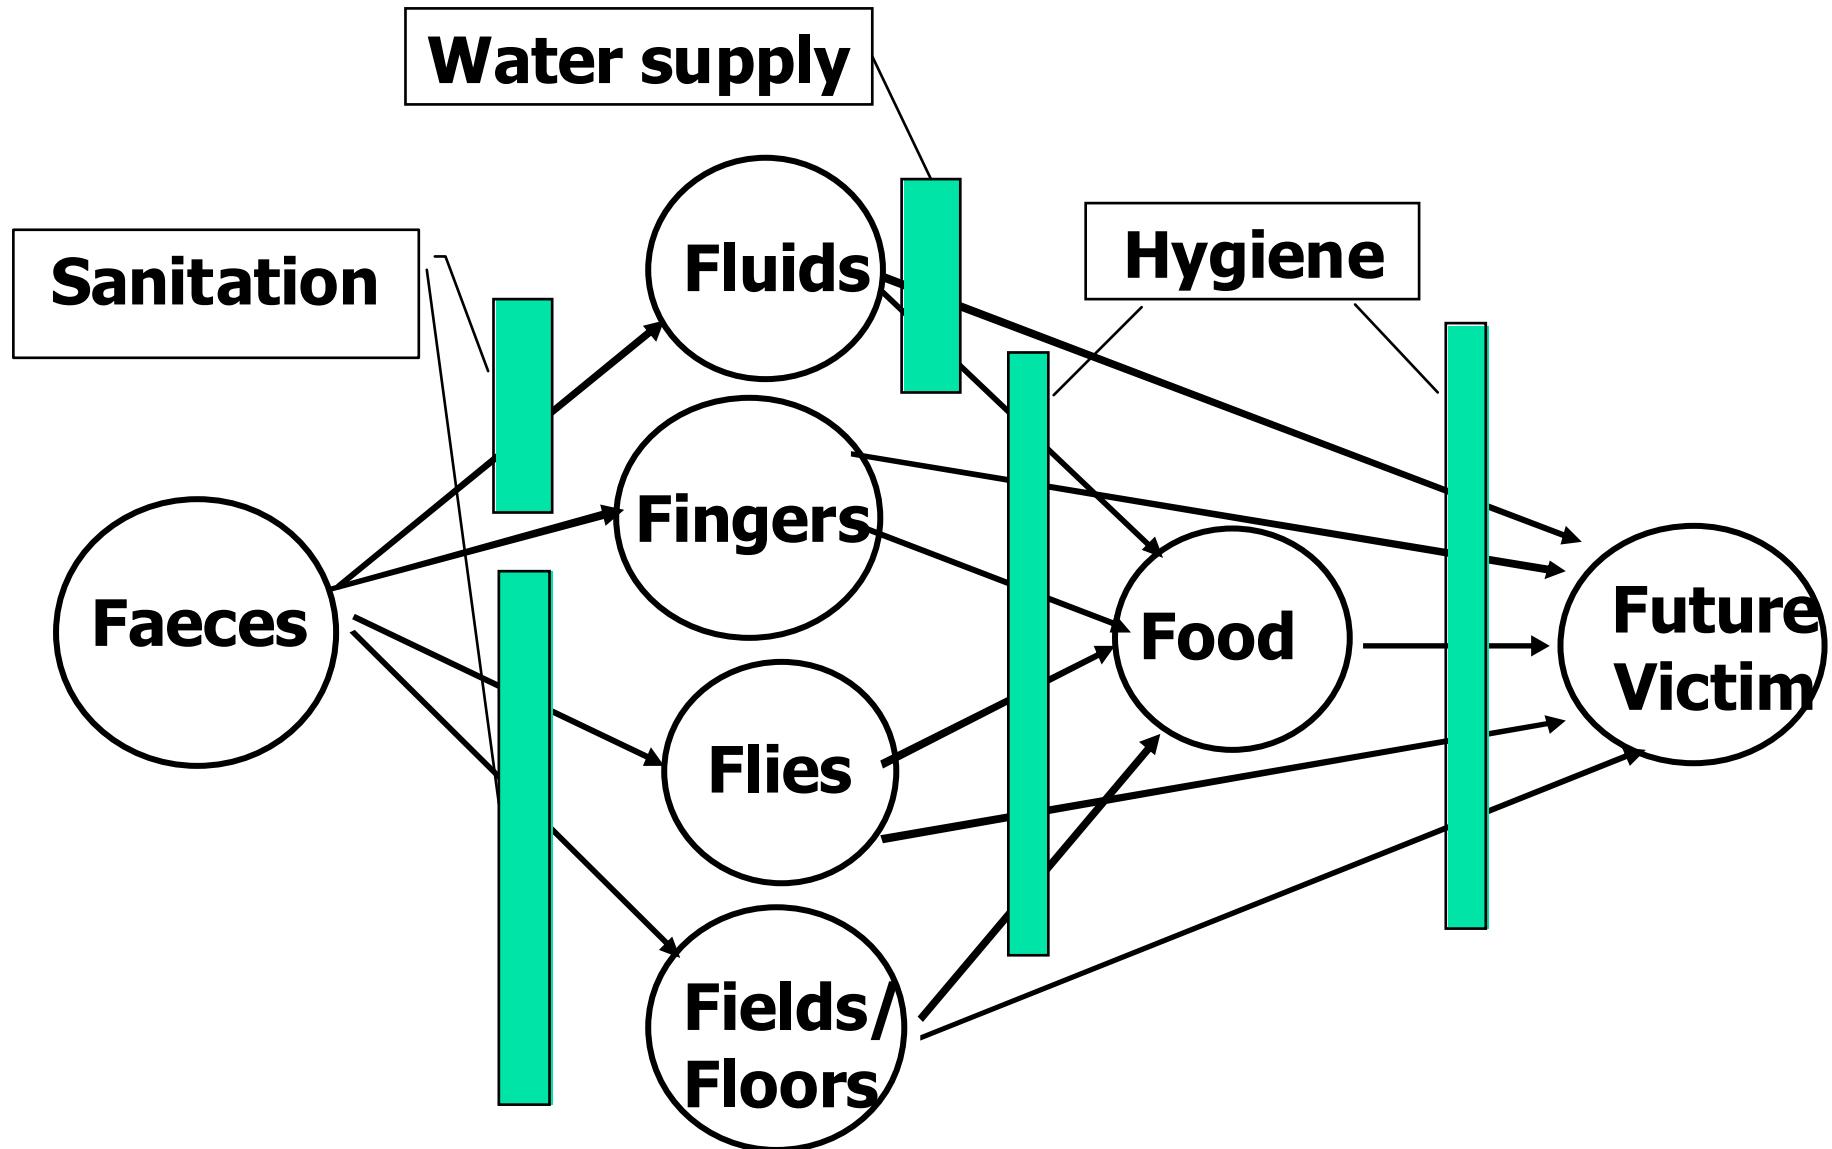 Water supply
Sanitation
Hygiene
Fluids
Fingers
Faeces
Food
Future
Victim
Flies
Fields/
Floors